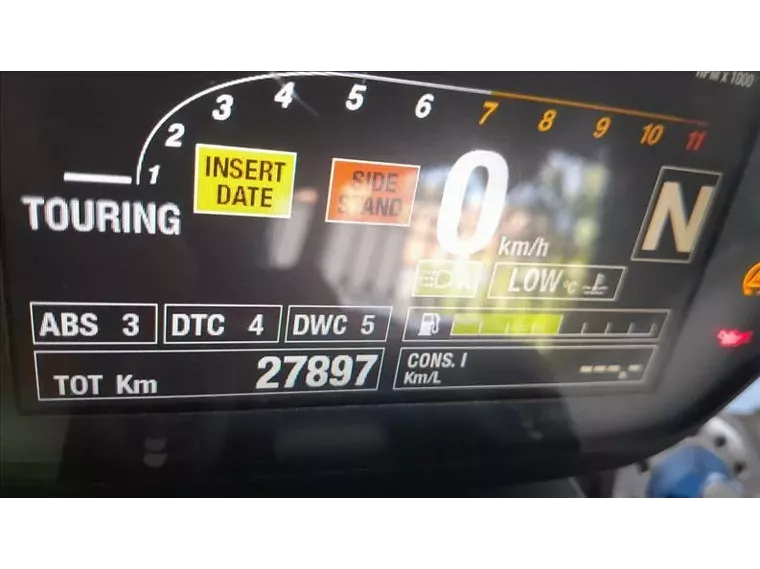 RPM x 1000
1 2 3 4 5 6 7 8 9 10 11
INSERT
DATE
SIDE
STAND
0
km/h
N
TOURING
LOW °C
ABS 3
DTC 4
DWC 5
TOT Km 27897
CONS. I
Km/L
---.-